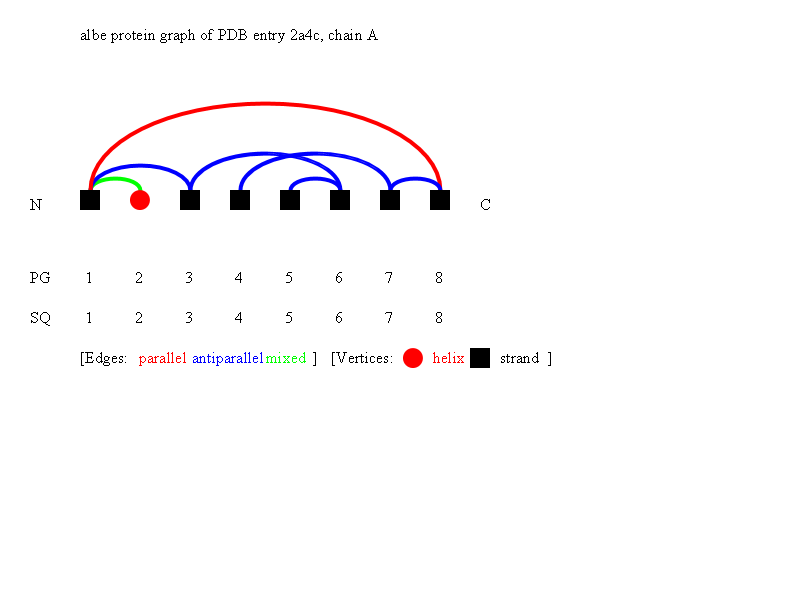 albe protein graph of PDB entry 2a4c, chain A
N C
PG 1 2 3 4 5 6 7 8
SQ 1 2 3 4 5 6 7 8
[Edges: parallel antiparallel mixed ] [Vertices: helix strand ]